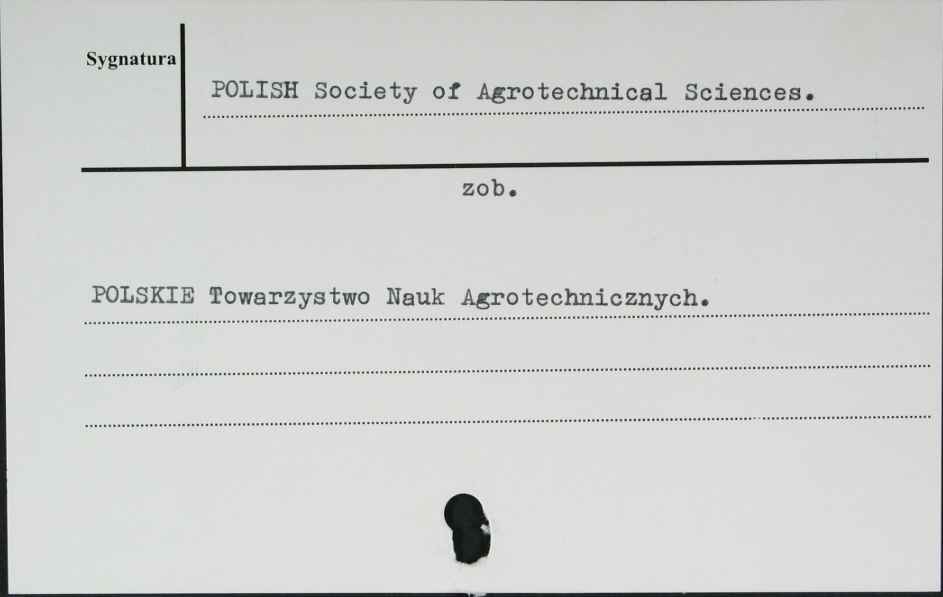 Sygnatura
POLISH Society of Agrotechnical Sciences.
zob.
POLSKIE Towarzystwo Nauk Agrotechnicznych.